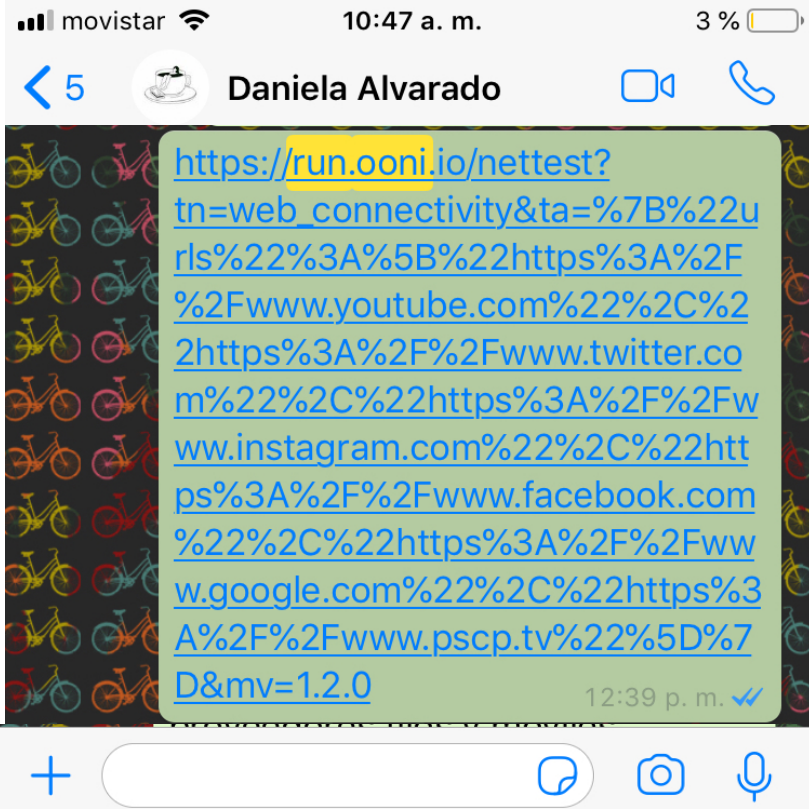 movistar 10:47 a. m. 3 %
5 Daniela Alvarado
https://run.ooni.io/nettest?
tn=web_connectivity&ta=%7B%22u
rls%22%3A%5B%22https%3A%2F
%2Fwww.youtube.com%22%2C%2
2https%3A%2F%2Fwww.twitter.co
m%22%2C%22https%3A%2F%2Fw
ww.instagram.com%22%2C%22htt
ps%3A%2F%2Fwww.facebook.com
%22%2C%22https%3A%2F%2Fww
w.google.com%22%2C%22https%3
A%2F%2Fwww.pscp.tv%22%5D%7
D&mv=1.2.0
12:39 p. m.